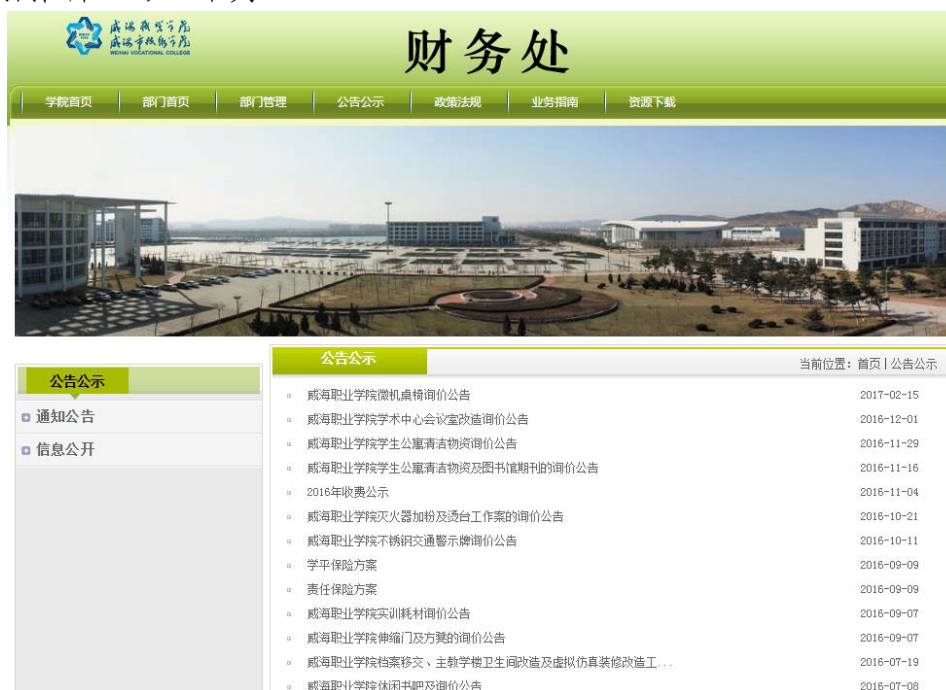 威海职业学院
威海市技术学院
WEIHAI VOCATIONAL COLLEGE
财务处
学院首页 部门首页 部门管理 公告公示 政策法规 业务指南 资源下载
公告公示
当前位置：首页 | 公告公示
公告公示
通知公告
信息公开
威海职业学院微机桌椅询价公告 2017-02-15
威海职业学院学术中心会议室改造询价公告 2016-12-01
威海职业学院学生公寓清洁物资询价公告 2016-11-29
威海职业学院学生公寓清洁物资及图书馆期刊的询价公告 2016-11-16
2016年收费公示 2016-11-04
威海职业学院灭火器加粉及烫台工作案的询价公告 2016-10-21
威海职业学院不锈钢交通警示牌询价公告 2016-10-11
学平保险方案 2016-09-09
责任保险方案 2016-09-09
威海职业学院实训耗材询价公告 2016-09-07
威海职业学院伸缩门及方凳的询价公告 2016-09-07
威海职业学院档案移交、主教学楼卫生间改造及虚拟仿真装修改造工... 2016-07-19
威海职业学院休闲书吧及询价公告 2016-07-08